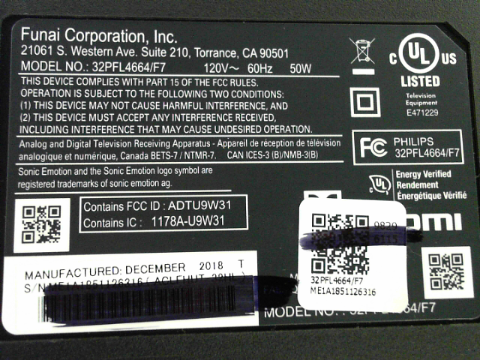 Funai Corporation, Inc.
21061 S. Western Ave. Suite 210, Torrance, CA 90501
MODEL NO.: 32PFL4664/F7 120V~ 60Hz 50W
THIS DEVICE COMPLIES WITH PART 15 OF THE FCC RULES.
OPERATION IS SUBJECT TO THE FOLLOWING TWO CONDITIONS:
(1) THIS DEVICE MAY NOT CAUSE HARMFUL INTERFERENCE, AND
(2) THIS DEVICE MUST ACCEPT ANY INTERFERENCE,
INCLUDING INTERFERENCE THAT MAY CAUSE UNDESIRED OPERATION.
Analog and Digital Television Receiving Apparatus - Appareil de réception de télévision
analogique et numérique, Canada BETS-7 / NTMR-7. CAN ICES-3 (B)/NMB-3(B)
Sonic Emotion and the Sonic Emotion logo symbol are
registered trademarks of sonic emotion ag.
Contains FCC ID : ADTU9W31
Contains IC : 1178A-U9W31
MANUFACTURED: DECEMBER 2018 T
S/N ME1A1851126316
C UL US
LISTED
Television
Equipment
E471229
FC PHILIPS
32PFL4664/F7
UL
Energy Verified
Rendement
Énergétique Vérifié
32PFL4664/F7
ME1A1851126316
MODEL NO.: